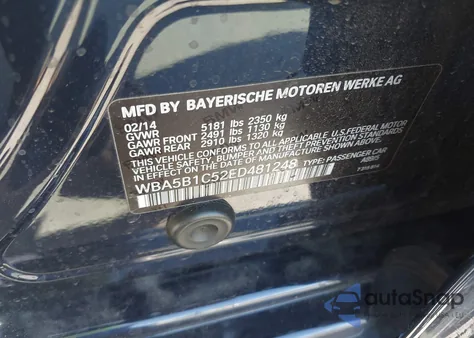 MFD BY BAYERISCHE MOTOREN WERKE AG
02/14
GVWR 5181 lbs 2350 kg
GAWR FRONT 2491 lbs 1130 kg
GAWR REAR 2910 lbs 1320 kg
THIS VEHICLE CONFORMS TO ALL APPLICABLE U.S. FEDERAL MOTOR
VEHICLE SAFETY, BUMPER, AND THEFT PREVENTION STANDARDS
IN EFFECT ON THE DATE OF MANUFACTURE SHOWN ABOVE.
WBA5B1C52ED481248 TYPE: PASSENGER CAR
autoSnap